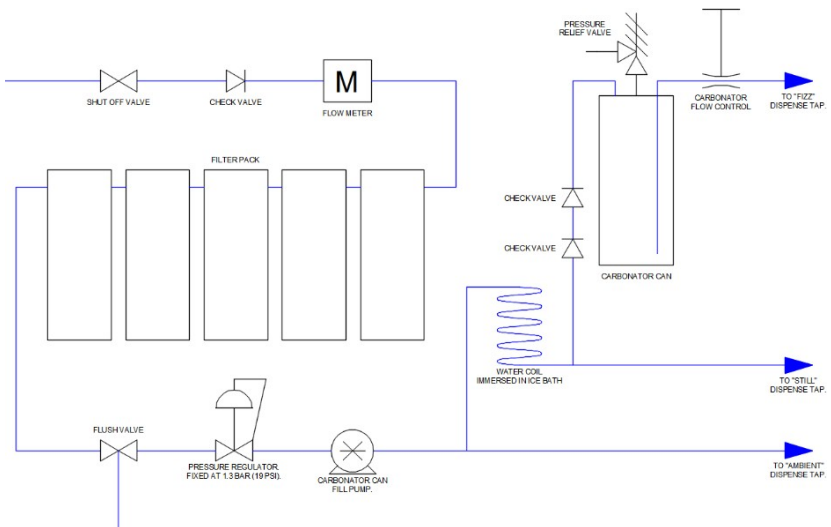 PRESSURE
RELIEF VALVE
SHUT OFF VALVE
CHECK VALVE
M
FLOW METER
CARBONATOR
FLOW CONTROL
TO "FIZZ"
DISPENSE TAP.
FILTER PACK
CHECK VALVE
CHECK VALVE
CARBONATOR CAN
WATER COIL
IMMERSED IN ICE BATH
TO "STILL"
DISPENSE TAP.
FLUSH VALVE
PRESSURE REGULATOR.
FIXED AT 1.3 BAR (19 PSI).
CARBONATOR CAN
FILL PUMP.
TO "AMBIENT"
DISPENSE TAP.